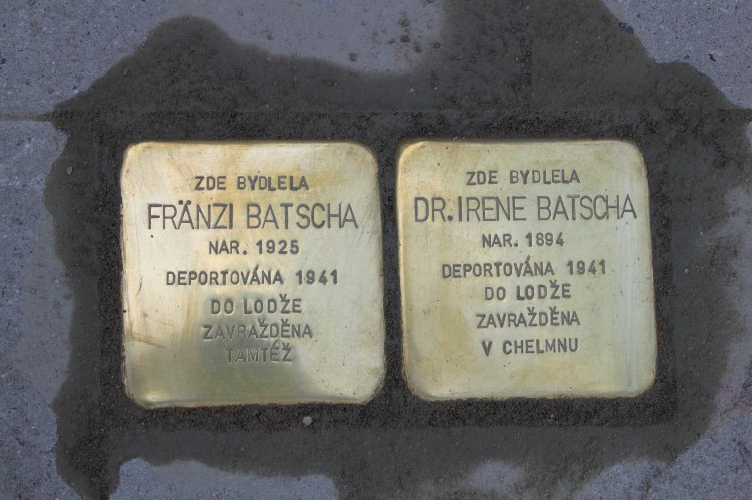 ZDE BYDLELA
FRÄNZI BATSCHA
NAR. 1925
DEPORTOVÁNA 1941
DO LODŽE
ZAVRAŽDĚNA
TAMTÉŽ
ZDE BYDLELA
DR. IRENE BATSCHA
NAR. 1894
DEPORTOVÁNA 1941
DO LODŽE
ZAVRAŽDĚNA
V CHELMNU